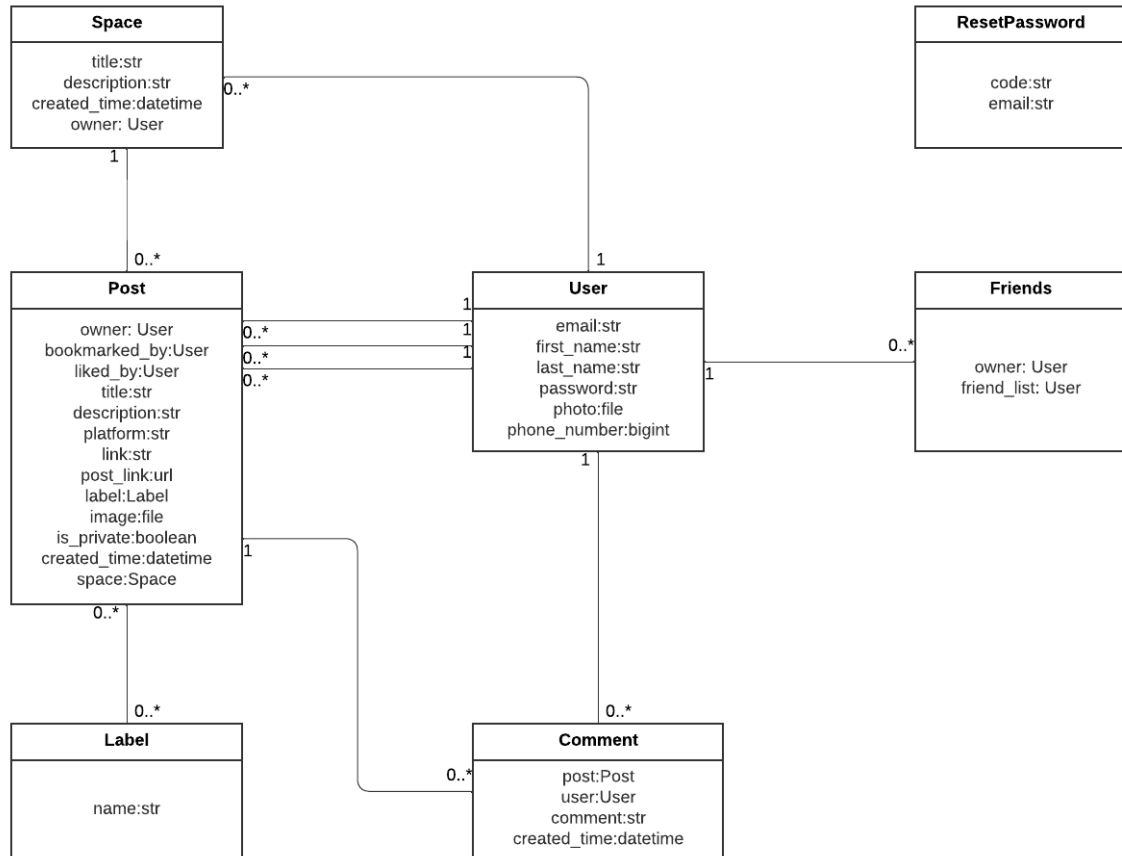 Space
title:str
description:str
created_time:datetime
owner: User
ResetPassword
code:str
email:str
0..*
1
0..*
1
Post
owner: User
bookmarked_by:User
liked_by:User
title:str
description:str
platform:str
link:str
post_link:url
label:Label
image:file
is_private:boolean
created_time:datetime
space:Space
0..*
0..*
0..*
1
1
1
User
email:str
first_name:str
last_name:str
password:str
photo:file
phone_number:bigint
1
0..*
Friends
owner: User
friend_list: User
1
1
0..*
0..*
0..*
0..*
Label
name:str
Comment
post:Post
user:User
comment:str
created_time:datetime